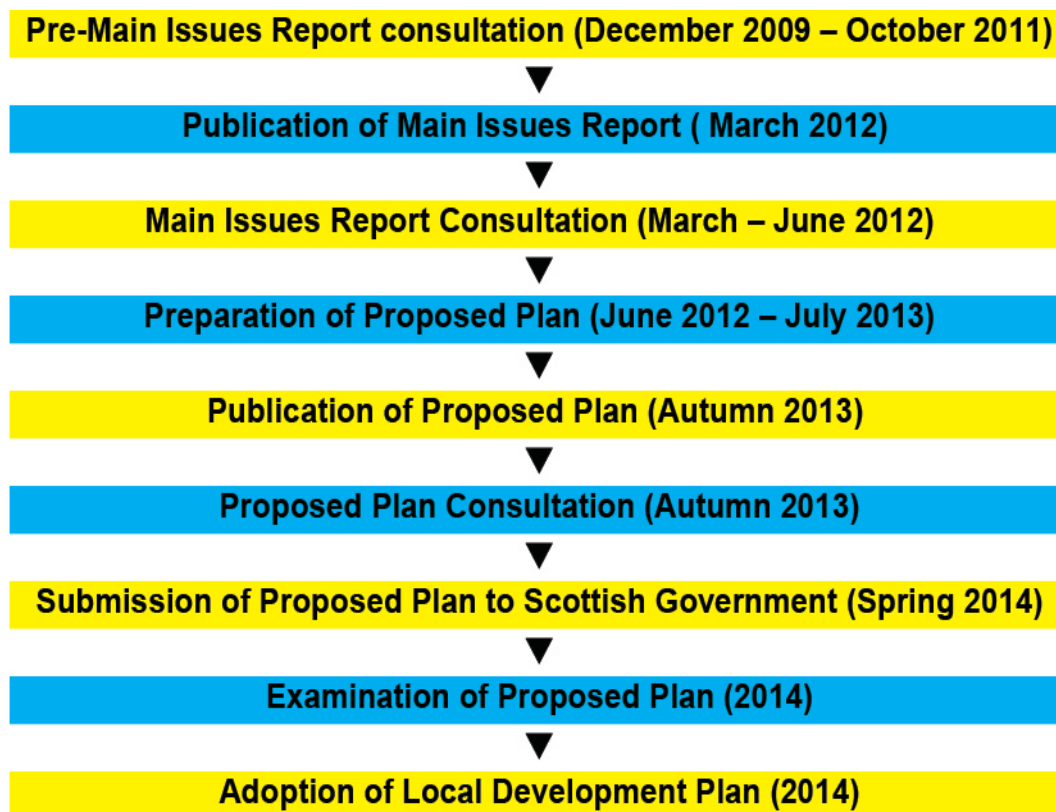 Pre-Main Issues Report consultation (December 2009 – October 2011)
Publication of Main Issues Report ( March 2012)
Main Issues Report Consultation (March – June 2012)
Preparation of Proposed Plan (June 2012 – July 2013)
Publication of Proposed Plan (Autumn 2013)
Proposed Plan Consultation (Autumn 2013)
Submission of Proposed Plan to Scottish Government (Spring 2014)
Examination of Proposed Plan (2014)
Adoption of Local Development Plan (2014)